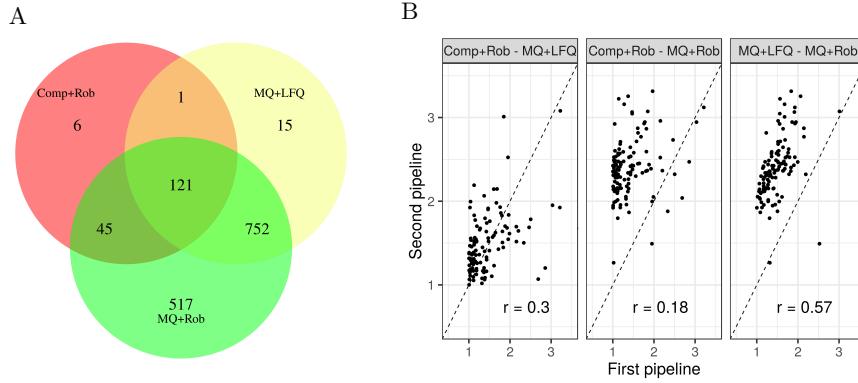 A
Comp+Rob
6
1
MQ+LFQ
15
121
45
752
517
MQ+Rob
B
Comp+Rob - MQ+LFQ
Comp+Rob - MQ+Rob
MQ+LFQ - MQ+Rob
Second pipeline
3
2
1
r = 0.3
r = 0.18
r = 0.57
1 2 3
1 2 3
1 2 3
First pipeline